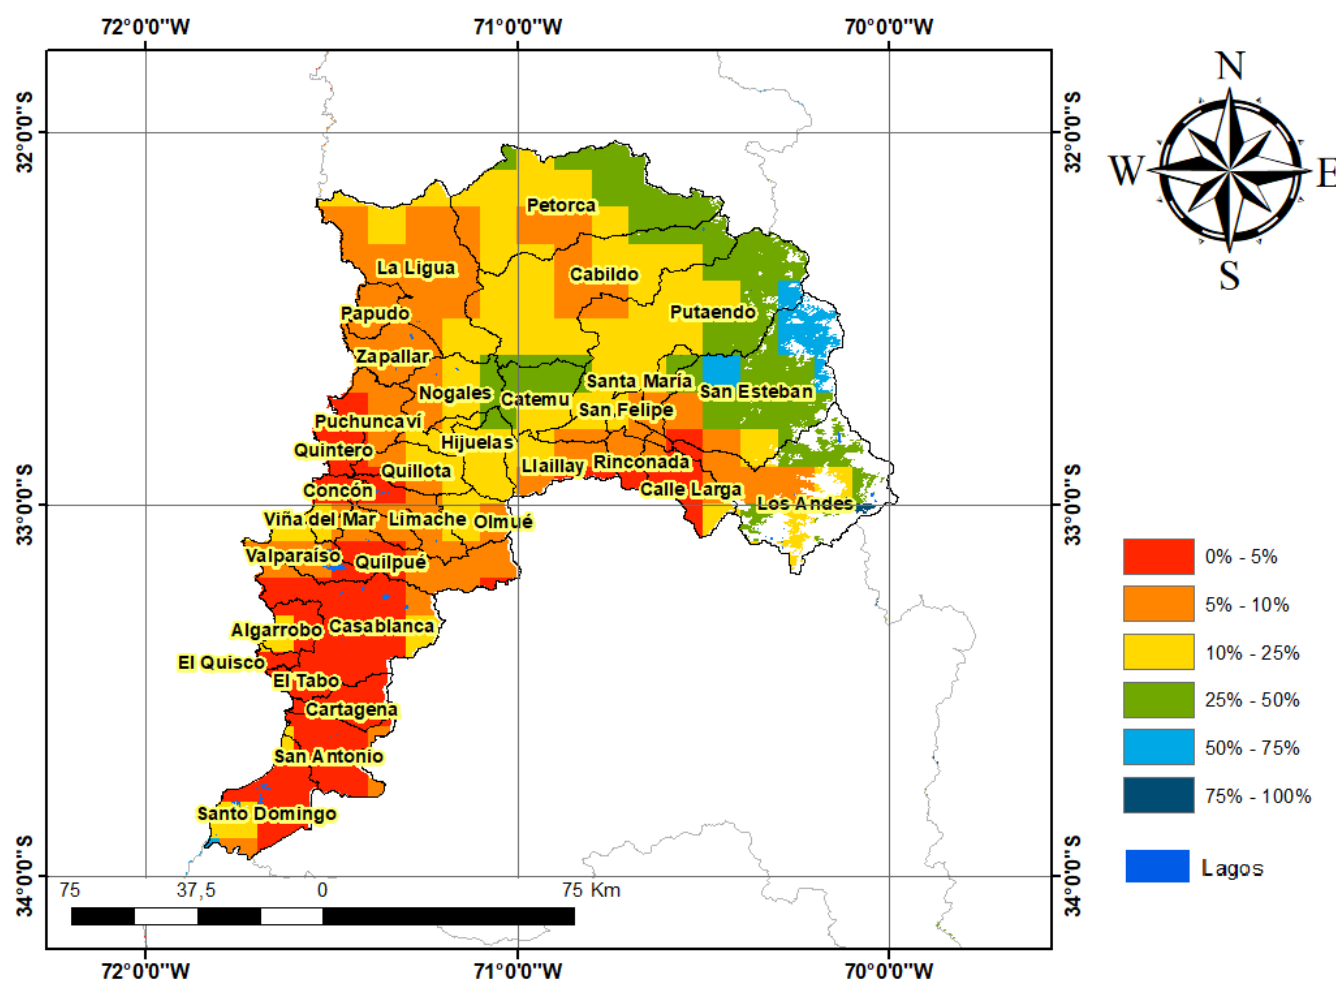 72°0'0"W 71°0'0"W 70°0'0"W
N
W E
S
32°0'0"S 32°0'0"S
Petorca
La Ligua Cabildo
Papudo Putaendo
Zapallar
Santa María
Nogales Catemu San Esteban
San Felipe
Puchuncaví
Hijuelas
Quintero
Quillota Llaillay Rinconada
Concón Calle Larga
Los Andes
33°0'0"S 33°0'0"S
Viña del Mar Limache Olmué
Valparaíso Quilpué
0% - 5%
5% - 10%
Algarrobo Casablanca
10% - 25%
El Quisco
El Tabo
25% - 50%
Cartagena
50% - 75%
San Antonio
75% - 100%
Santo Domingo
Lagos
34°0'0"S 34°0'0"S
75 37,5 0 75 Km
72°0'0"W 71°0'0"W 70°0'0"W